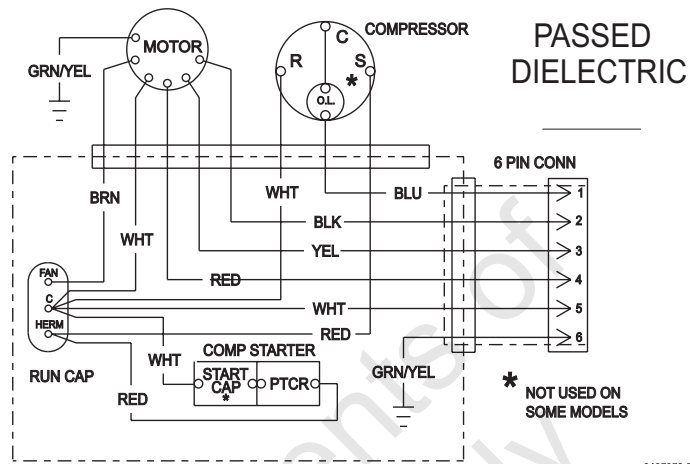 COMPRESSOR
PASSED
DIELECTRIC
MOTOR
C
R
S
*
O.L.
GRN/YEL
6 PIN CONN
BRN
WHT
BLU
1
BLK
2
WHT
YEL
3
FAN
RED
4
C
WHT
5
HERM
RED
6
WHT
COMP STARTER
GRN/YEL
RUN CAP
START
CAP
*
PTCR
RED
* NOT USED ON
SOME MODELS